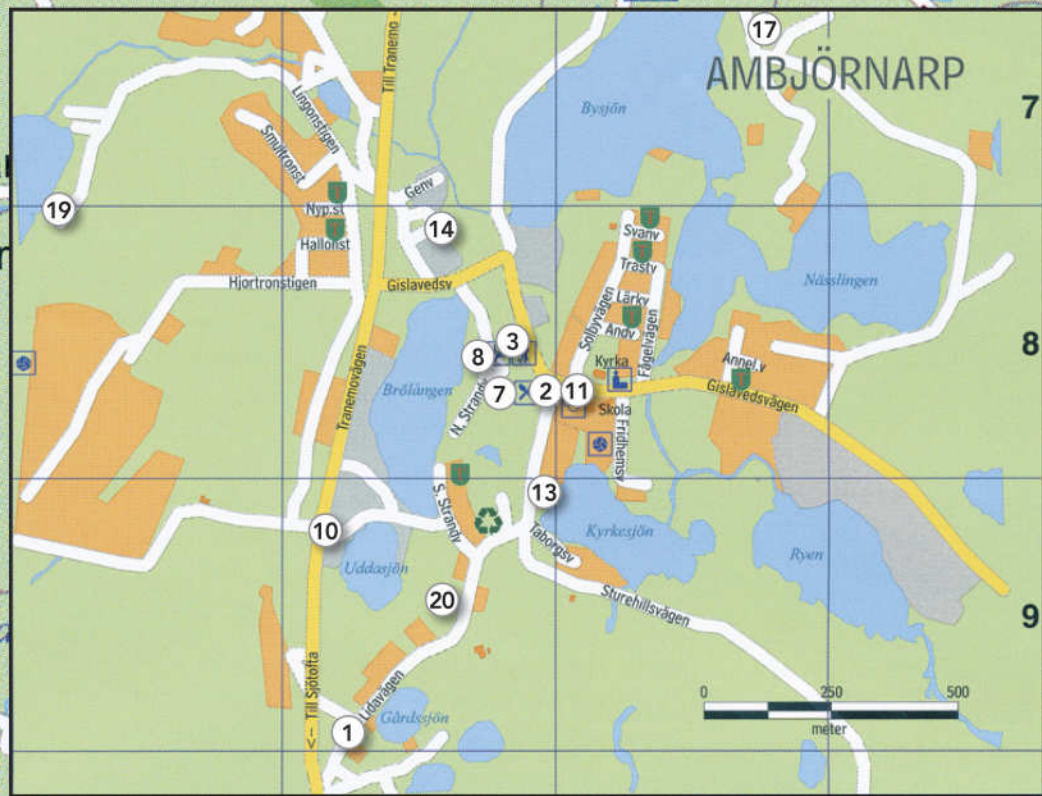 17
AMBJÖRNARP
7
Till Tranemo
Bysjön
Lingonstigen
Smultronst
Genv
19
Nyp.st
14
Hallonst
Svanv
Trastv
Nässlingen
Hjortronstigen
Gislavedsv
Lärkv
Andv
Solbyvägen
Fågelvägen
3
8
8
Kyrka
Annel.v
Brölången
7
2
11
Gislavedsvägen
N. Strandv
Tranemovägen
Skola
Fridhemsv
S. Strandv
13
10
Taborgsv
Kyrkesjön
Ryen
Uddasjön
20
Sturehillsvägen
9
<-- Till Sjötofta
Lidavägen
Gårdssjön
0 250 500
meter
1